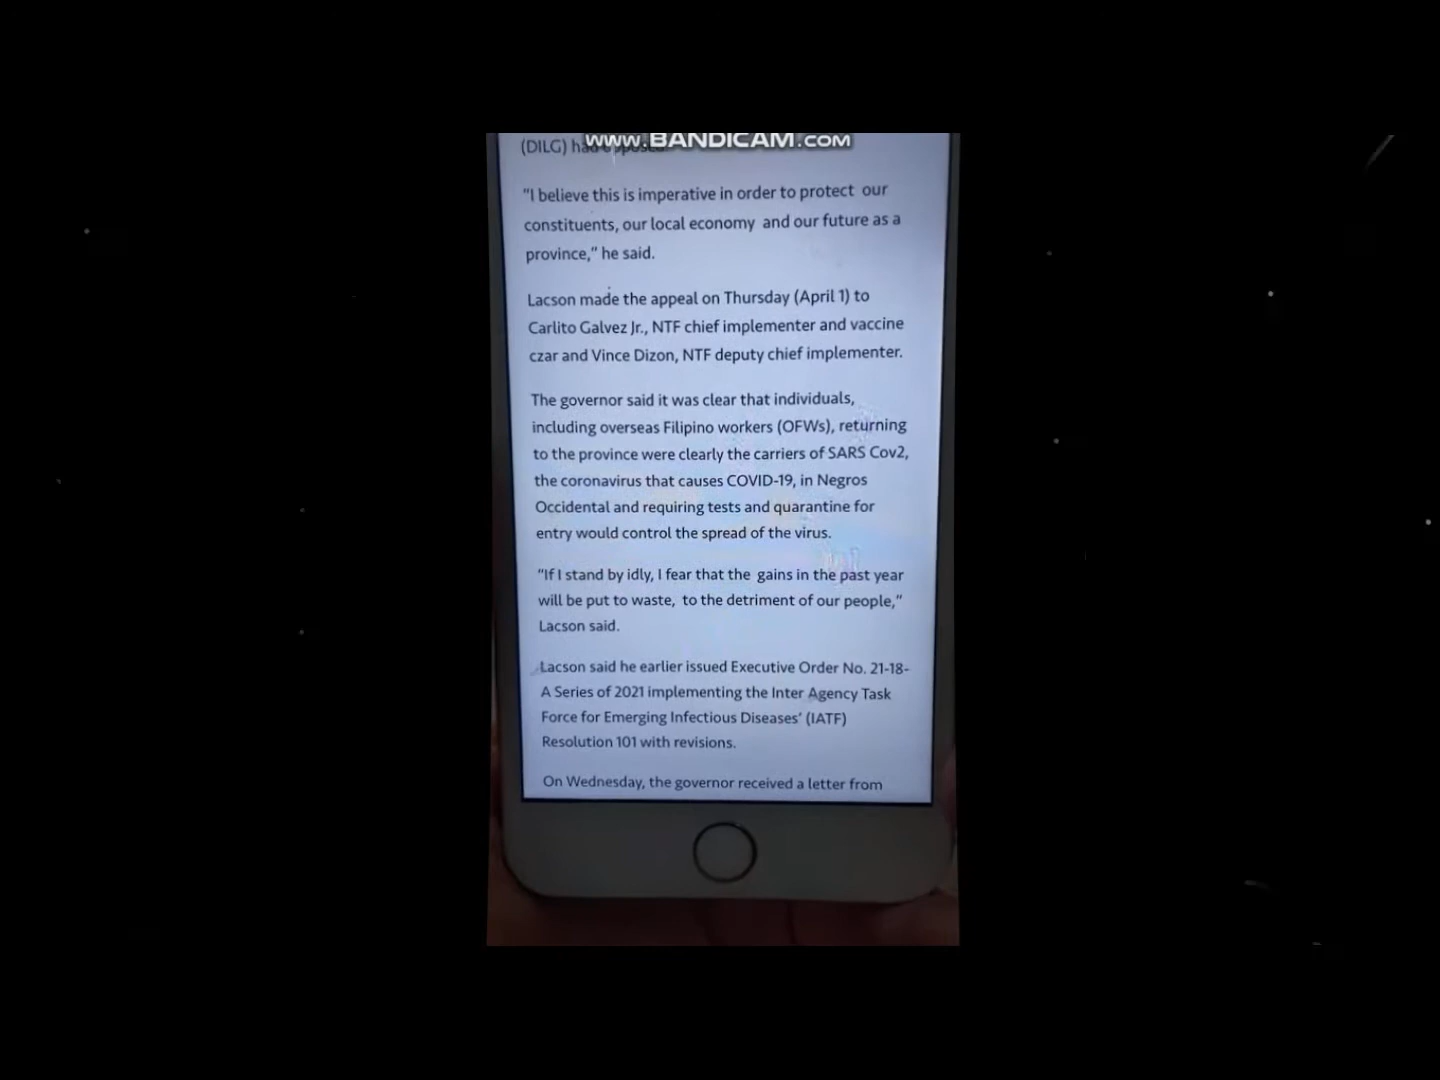 www.BANDICAM.COM
(DILG) had opposed
"I believe this is imperative in order to protect our
constituents, our local economy and our future as a
province," he said.
Lacson made the appeal on Thursday (April 1) to
Carlito Galvez Jr., NTF chief implementer and vaccine
czar and Vince Dizon, NTF deputy chief implementer.
The governor said it was clear that individuals,
including overseas Filipino workers (OFWs), returning
to the province were clearly the carriers of SARS Cov2,
the coronavirus that causes COVID-19, in Negros
Occidental and requiring tests and quarantine for
entry would control the spread of the virus.
"If I stand by idly, I fear that the gains in the past year
will be put to waste, to the detriment of our people,"
Lacson said.
Lacson said he earlier issued Executive Order No. 21-18-
A Series of 2021 implementing the Inter Agency Task
Force for Emerging Infectious Diseases' (IATF)
Resolution 101 with revisions.
On Wednesday, the governor received a letter from